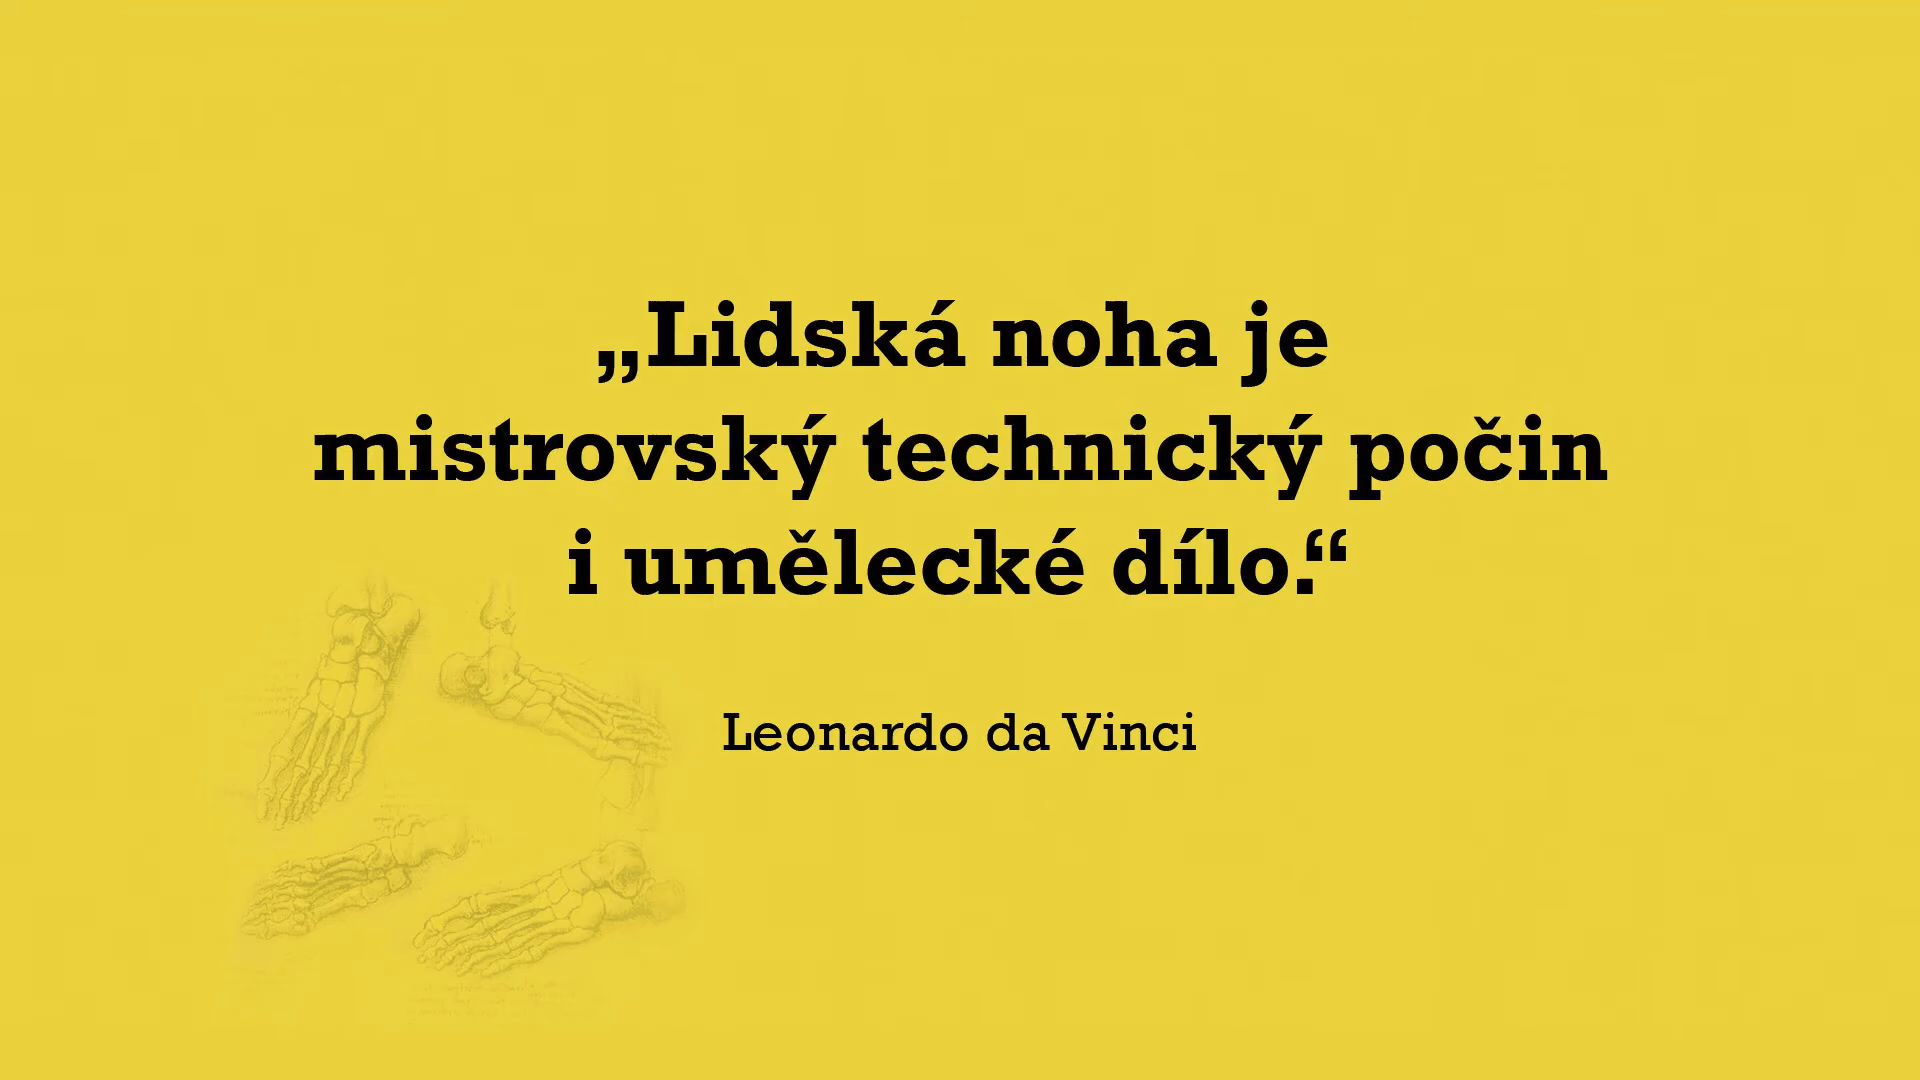 „Lidská noha je
mistrovský technický počin
i umělecké dílo.“
Leonardo da Vinci